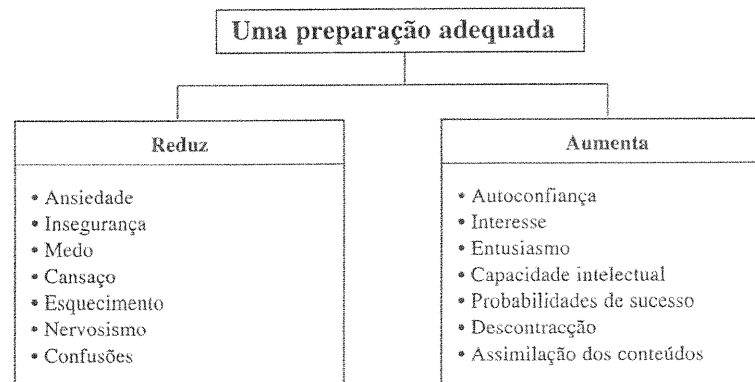 Uma preparação adequada
Reduz
• Ansiedade
• Insegurança
• Medo
• Cansaço
• Esquecimento
• Nervosismo
• Confusões
Aumenta
• Autoconfiança
• Interesse
• Entusiasmo
• Capacidade intelectual
• Probabilidades de sucesso
• Descontracção
• Assimilação dos conteúdos